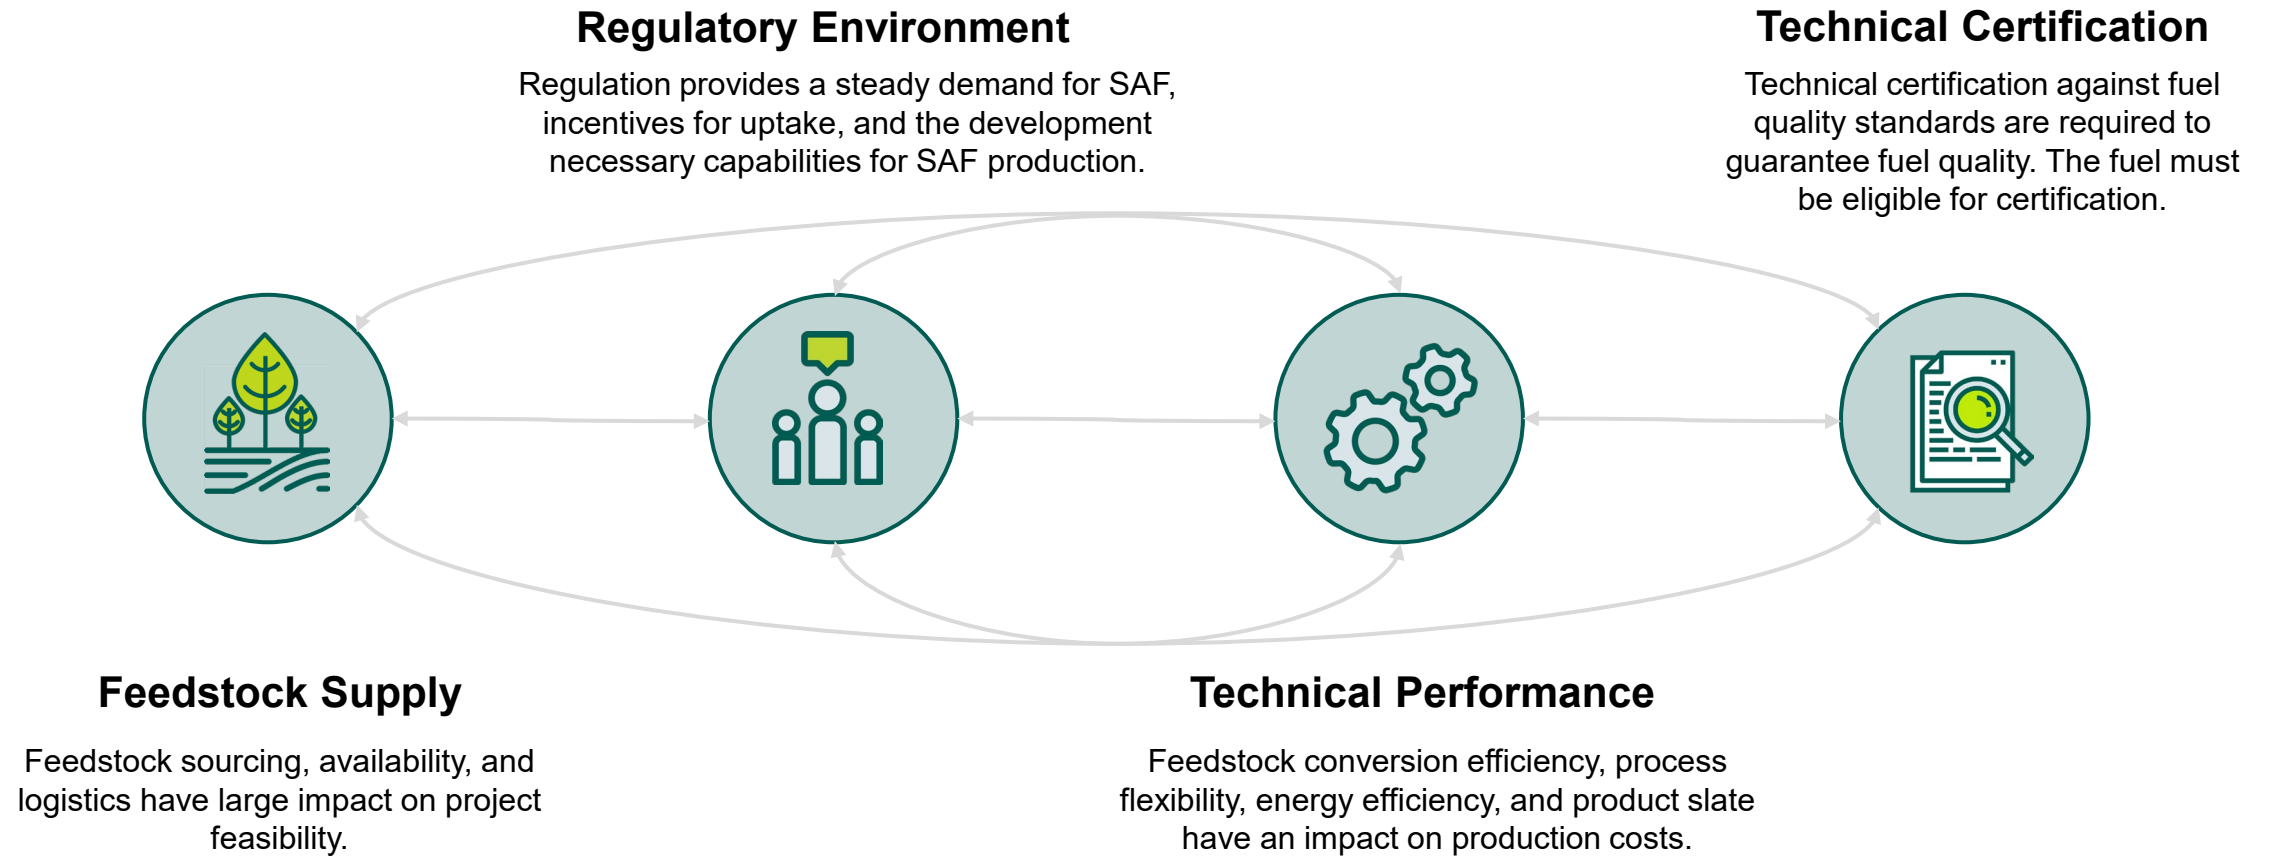 Regulatory Environment
Regulation provides a steady demand for SAF,
incentives for uptake, and the development
necessary capabilities for SAF production.
Technical Certification
Technical certification against fuel
quality standards are required to
guarantee fuel quality. The fuel must
be eligible for certification.
Feedstock Supply
Feedstock sourcing, availability, and
logistics have large impact on project
feasibility.
Technical Performance
Feedstock conversion efficiency, process
flexibility, energy efficiency, and product slate
have an impact on production costs.